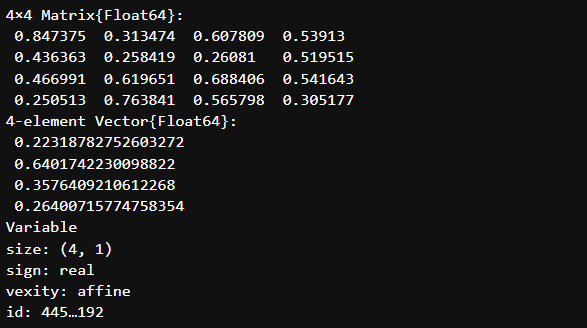 4×4 Matrix{Float64}:
 0.847375  0.313474  0.607809  0.53913
 0.436363  0.258419  0.26081   0.519515
 0.466991  0.619651  0.688406  0.541643
 0.250513  0.763841  0.565798  0.305177
4-element Vector{Float64}:
 0.22318782752603272
 0.6401742230098822
 0.3576409210612268
 0.26400715774758354
Variable
size: (4, 1)
sign: real
vexity: affine
id: 445…192